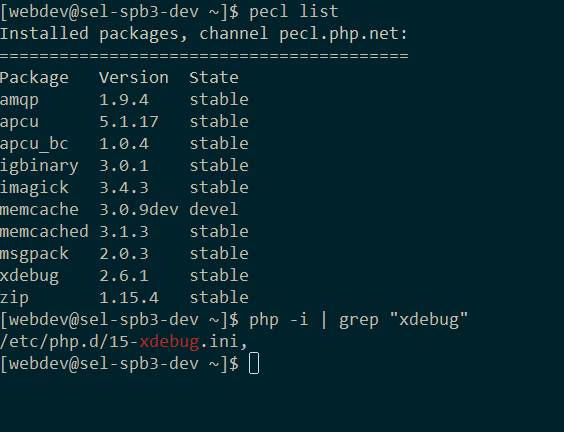 [webdev@sel-spb3-dev ~]$ pecl list
Installed packages, channel pecl.php.net:
=========================================
Package   Version  State
amqp      1.9.4    stable
apcu      5.1.17   stable
apcu_bc   1.0.4    stable
igbinary  3.0.1    stable
imagick   3.4.3    stable
memcache  3.0.9dev devel
memcached 3.1.3    stable
msgpack   2.0.3    stable
xdebug    2.6.1    stable
zip       1.15.4   stable
[webdev@sel-spb3-dev ~]$ php -i | grep "xdebug"
/etc/php.d/15-xdebug.ini,
[webdev@sel-spb3-dev ~]$